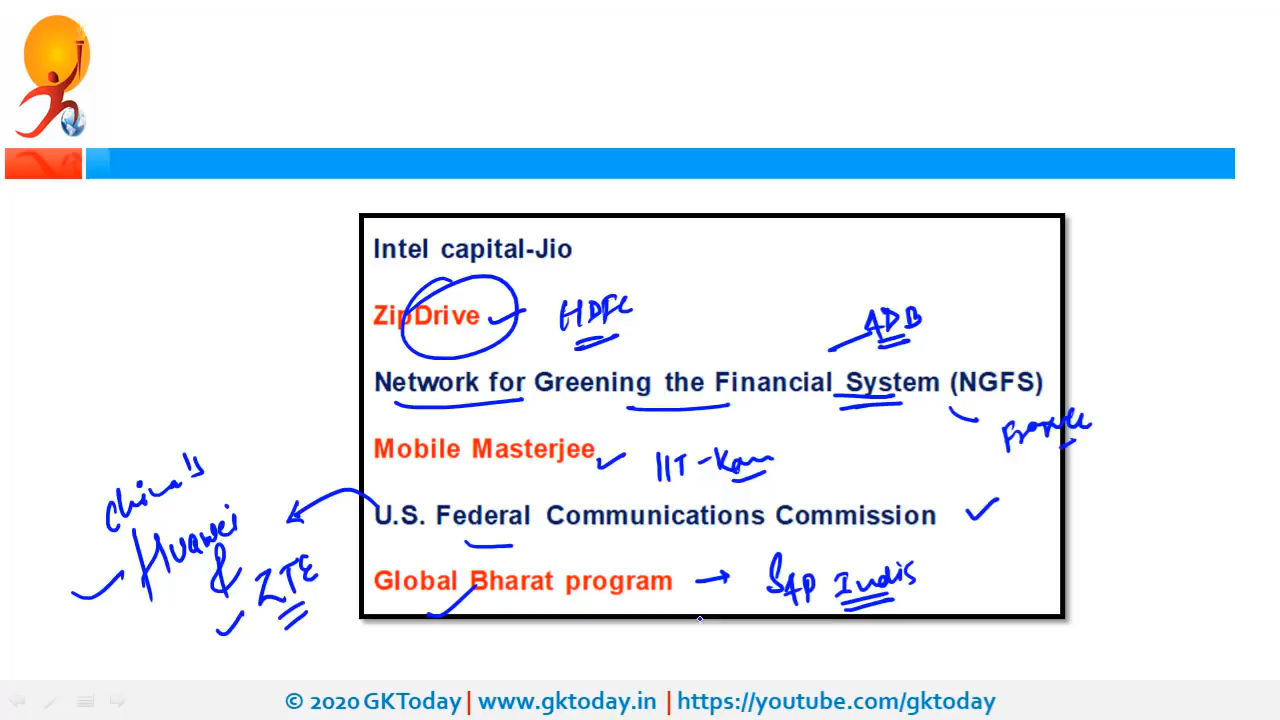 Intel capital-Jio
ZipDrive HDFC
ADB
Network for Greening the Financial System (NGFS)
France
Mobile Masterjee IIT-Kan
China's
U.S. Federal Communications Commission
Huawei
&
ZTE
Global Bharat program → SAP India
© 2020 GKToday | www.gktoday.in | https://youtube.com/gktoday